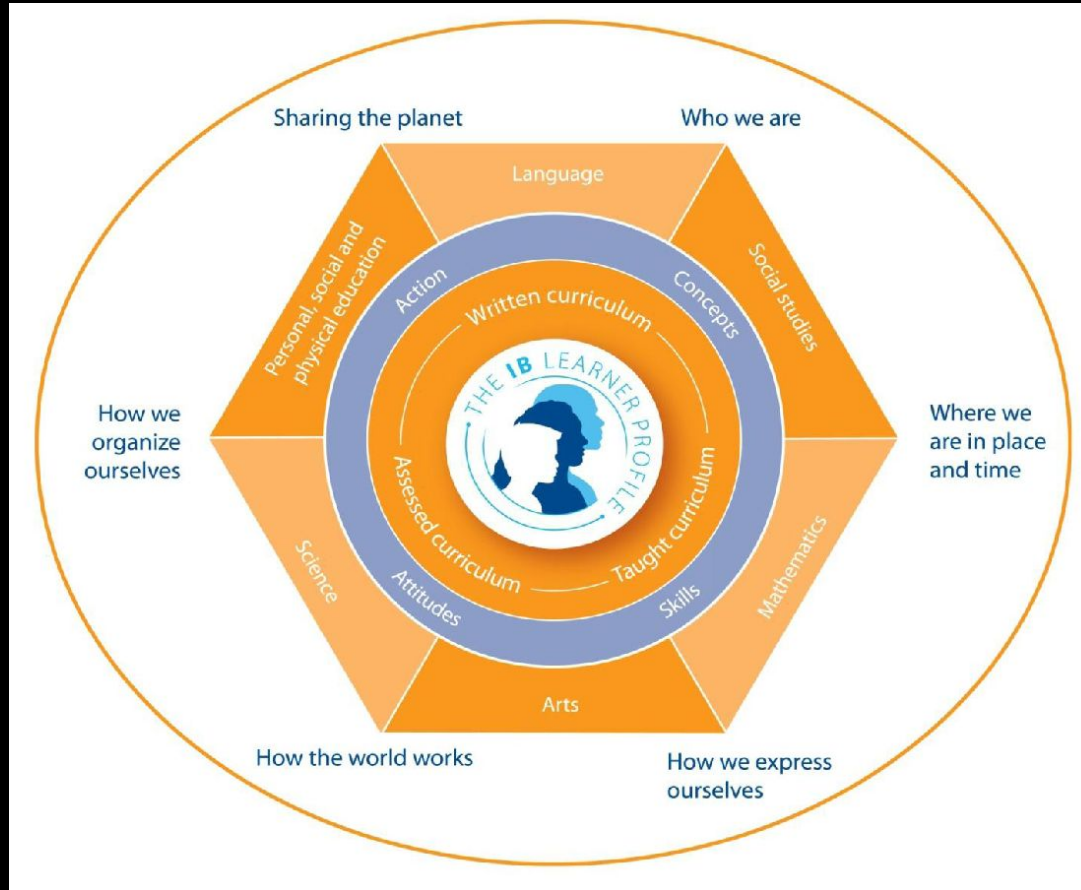 Sharing the planet
Who we are
Language
Personal, social and
physical education
Social studies
Action
Concepts
Written curriculum
THE IB LEARNER PROFILE
How we
organize
ourselves
Where we
are in place
and time
Assessed curriculum
Taught curriculum
Science
Mathematics
Attitudes
Skills
Arts
How the world works
How we express
ourselves